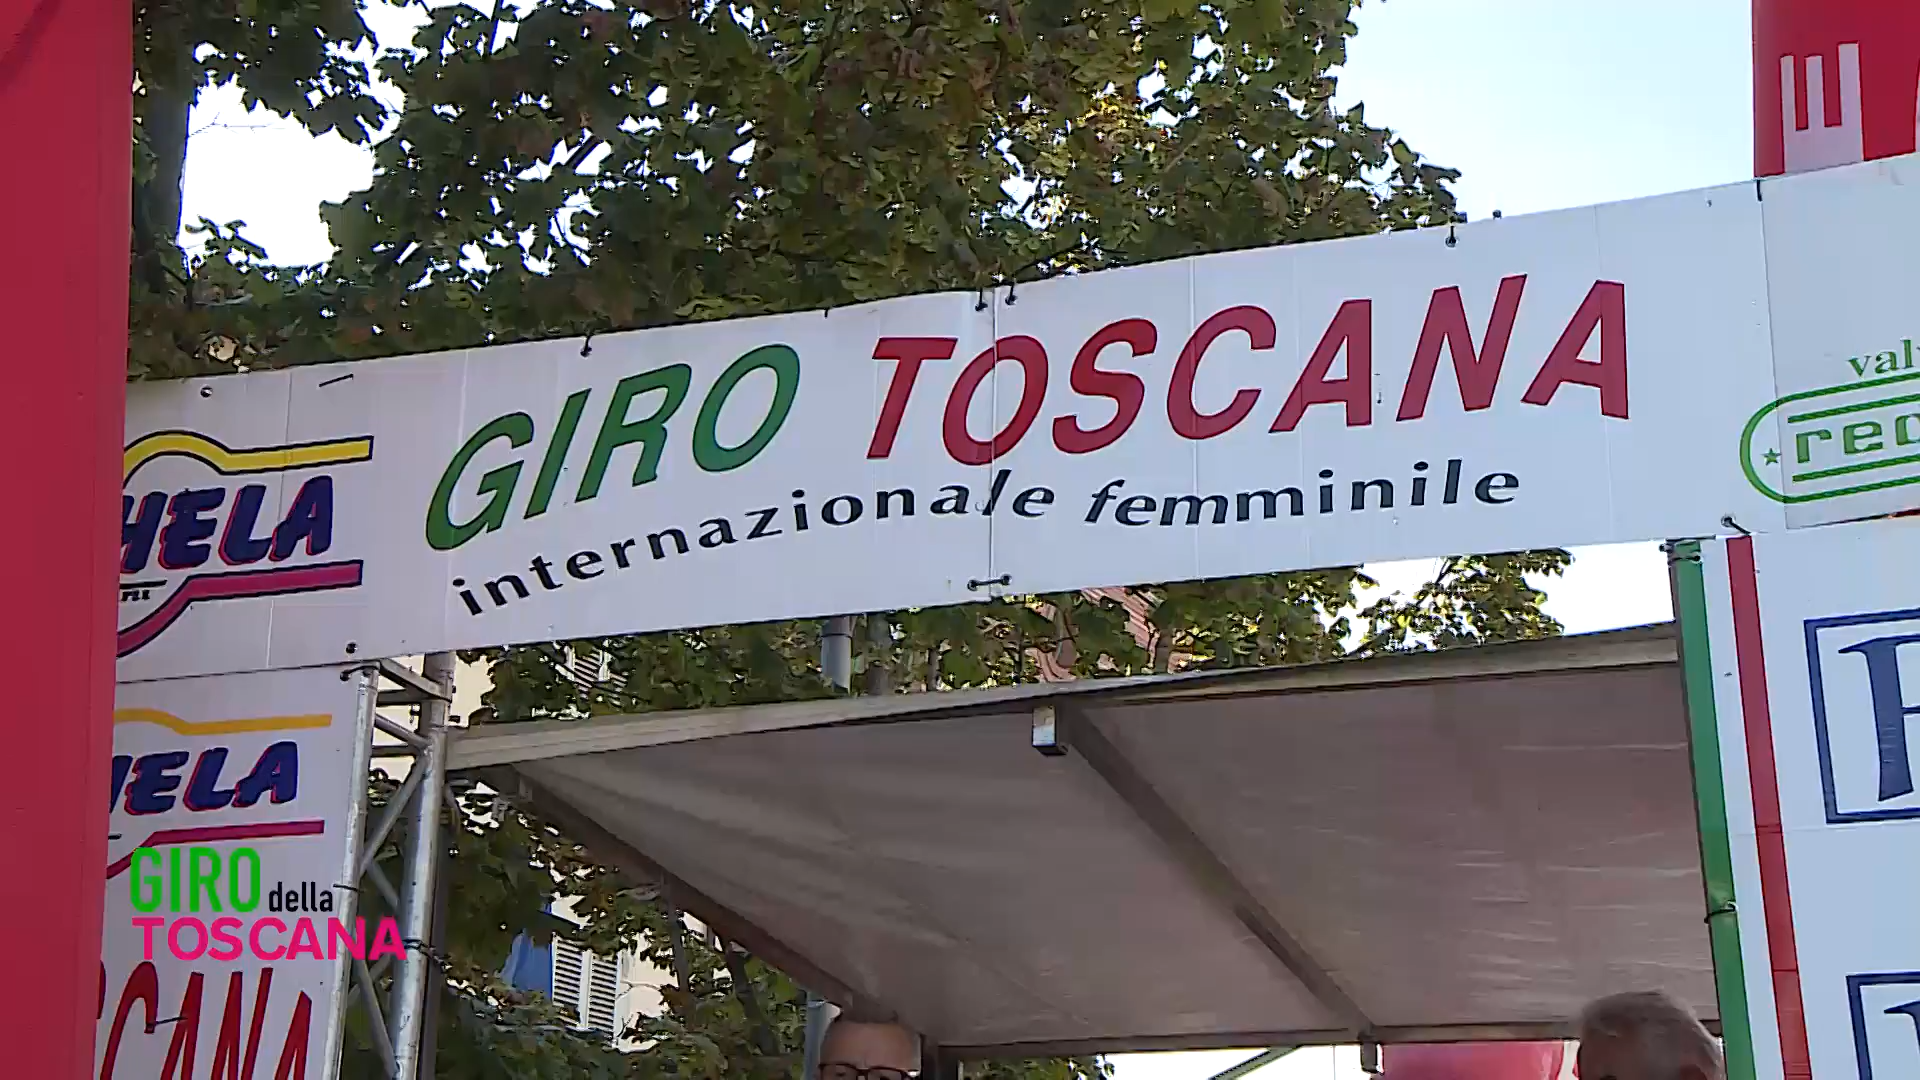 GIRO TOSCANA
internazionale femminile
HELA
HELA
GIRO della
TOSCANA